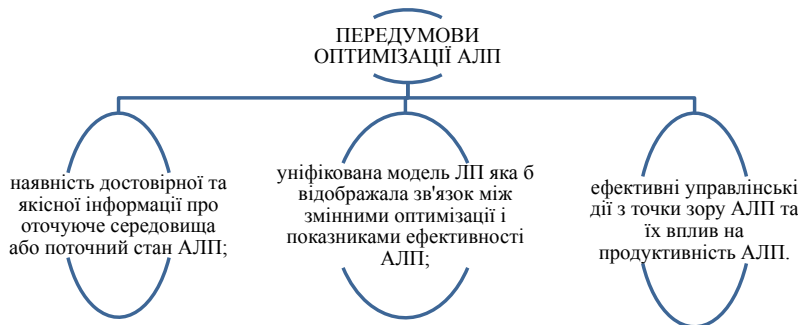 ПЕРЕДУМОВИ
ОПТИМІЗАЦІЇ АЛП
наявність достовірної та
якісної інформації про
оточуюче середовища
або поточний стан АЛП;
уніфікована модель ЛП яка б
відображала зв'язок між
змінними оптимізації і
показниками ефективності
АЛП;
ефективні управлінські
дії з точки зору АЛП та
їх вплив на
продуктивність АЛП.